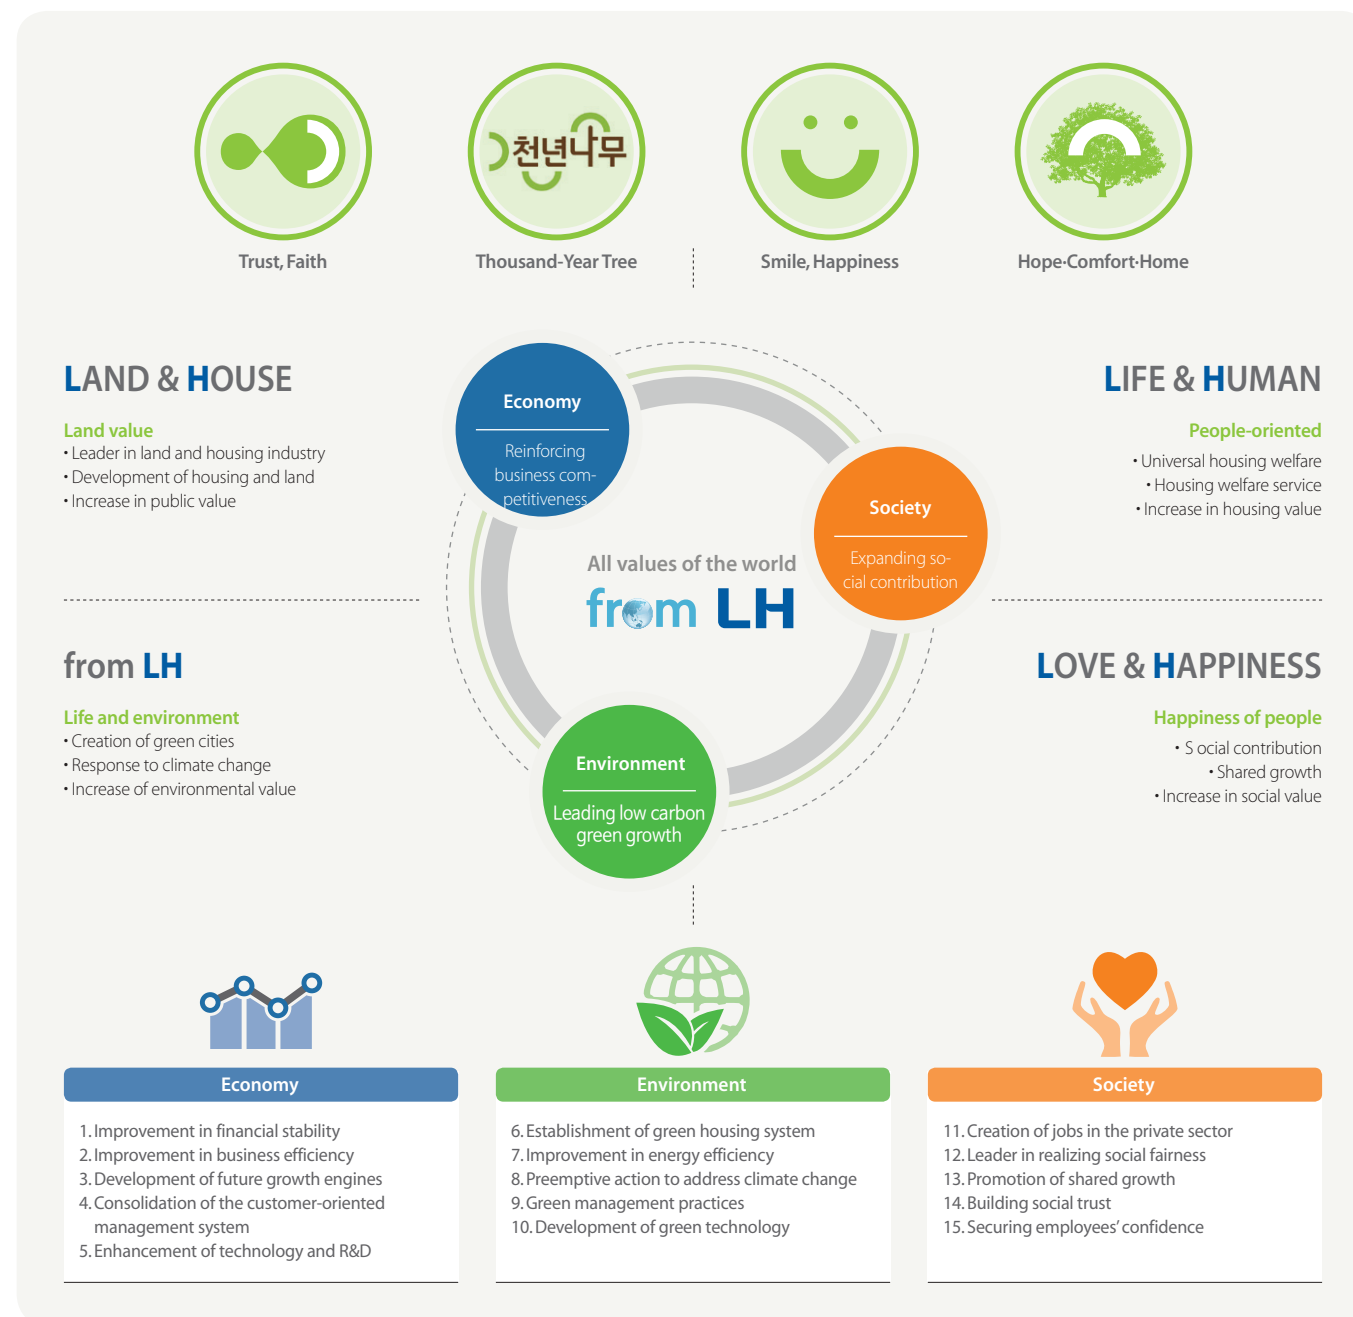 천년나무
Trust, Faith
Thousand-Year Tree
Smile, Happiness
Hope·Comfort·Home
LAND & HOUSE
Land value
• Leader in land and housing industry
• Development of housing and land
• Increase in public value
Economy
Reinforcing
business com-
petitiveness
LIFE & HUMAN
People-oriented
• Universal housing welfare
• Housing welfare service
• Increase in housing value
Society
Expanding so-
cial contribution
All values of the world
from LH
from LH
Life and environment
• Creation of green cities
• Response to climate change
• Increase of environmental value
LOVE & HAPPINESS
Happiness of people
• S ocial contribution
• Shared growth
• Increase in social value
Environment
Leading low carbon
green growth
Economy
1. Improvement in financial stability
2. Improvement in business efficiency
3. Development of future growth engines
4. Consolidation of the customer-oriented
management system
5. Enhancement of technology and R&D
Environment
6. Establishment of green housing system
7. Improvement in energy efficiency
8. Preemptive action to address climate change
9. Green management practices
10. Development of green technology
Society
11. Creation of jobs in the private sector
12. Leader in realizing social fairness
13. Promotion of shared growth
14. Building social trust
15. Securing employees’ confidence